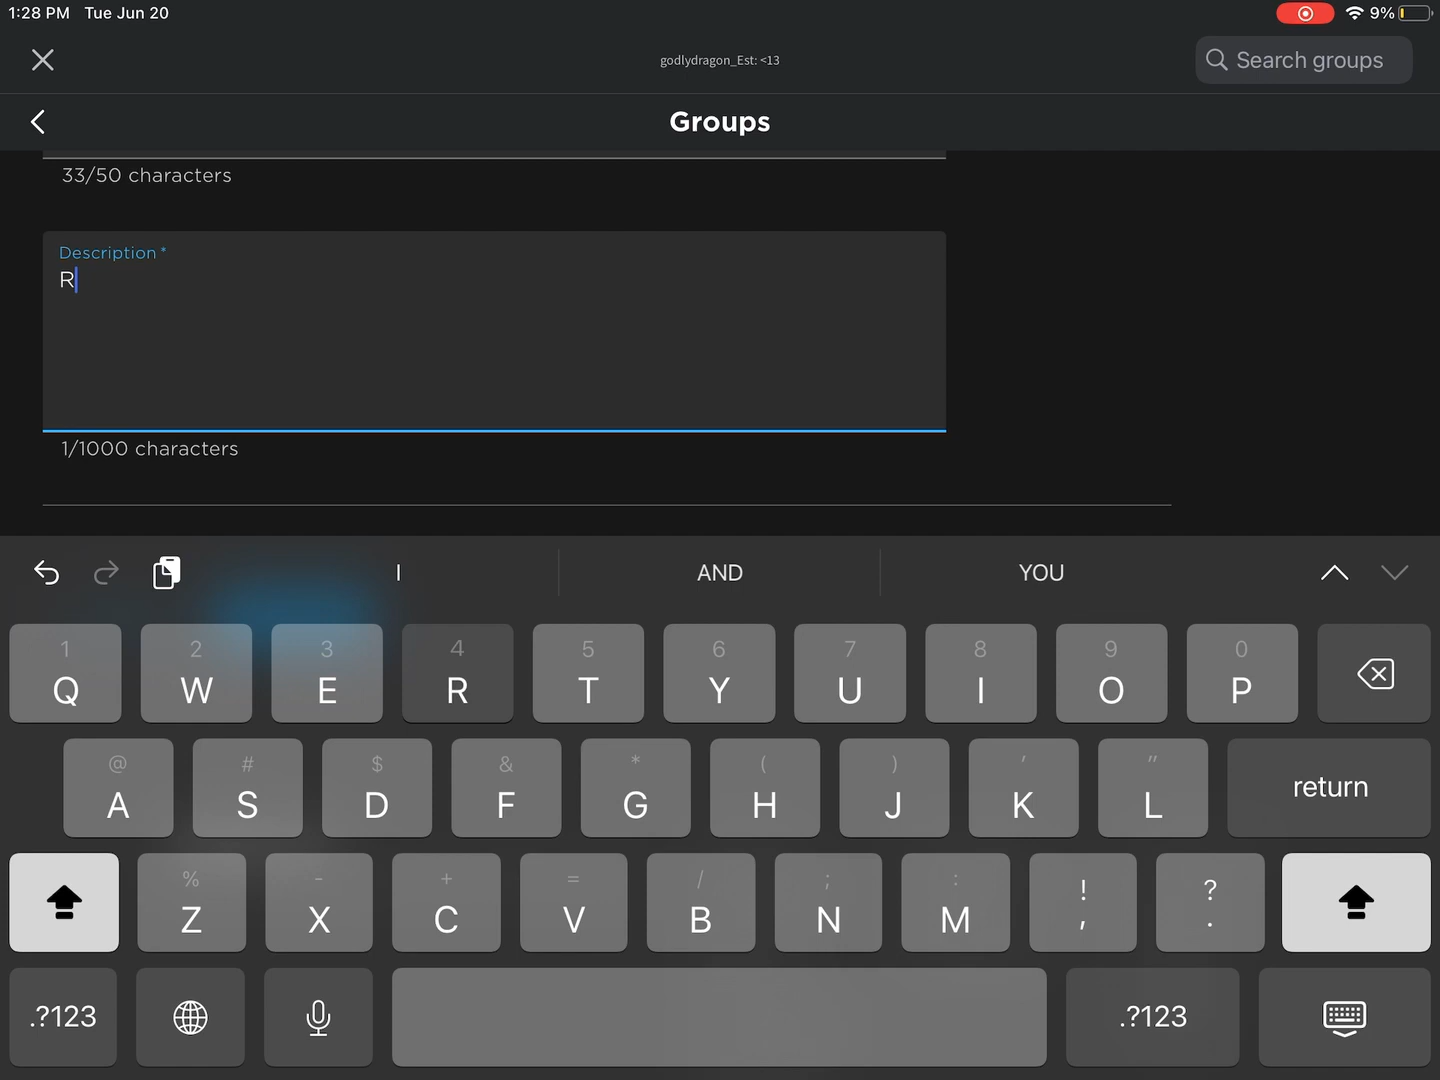 1:28 PM Tue Jun 20
9%
godlydragon_Est: <13
Search groups
Groups
33/50 characters
Description *
R
1/1000 characters
I AND YOU
1 2 3 4 5 6 7 8 9 0
Q W E R T Y U I O P
@ # $ & * ( ) ' "
A S D F G H J K L return
% - + = / ; : ! ?
Z X C V B N M , .
.?123 .?123